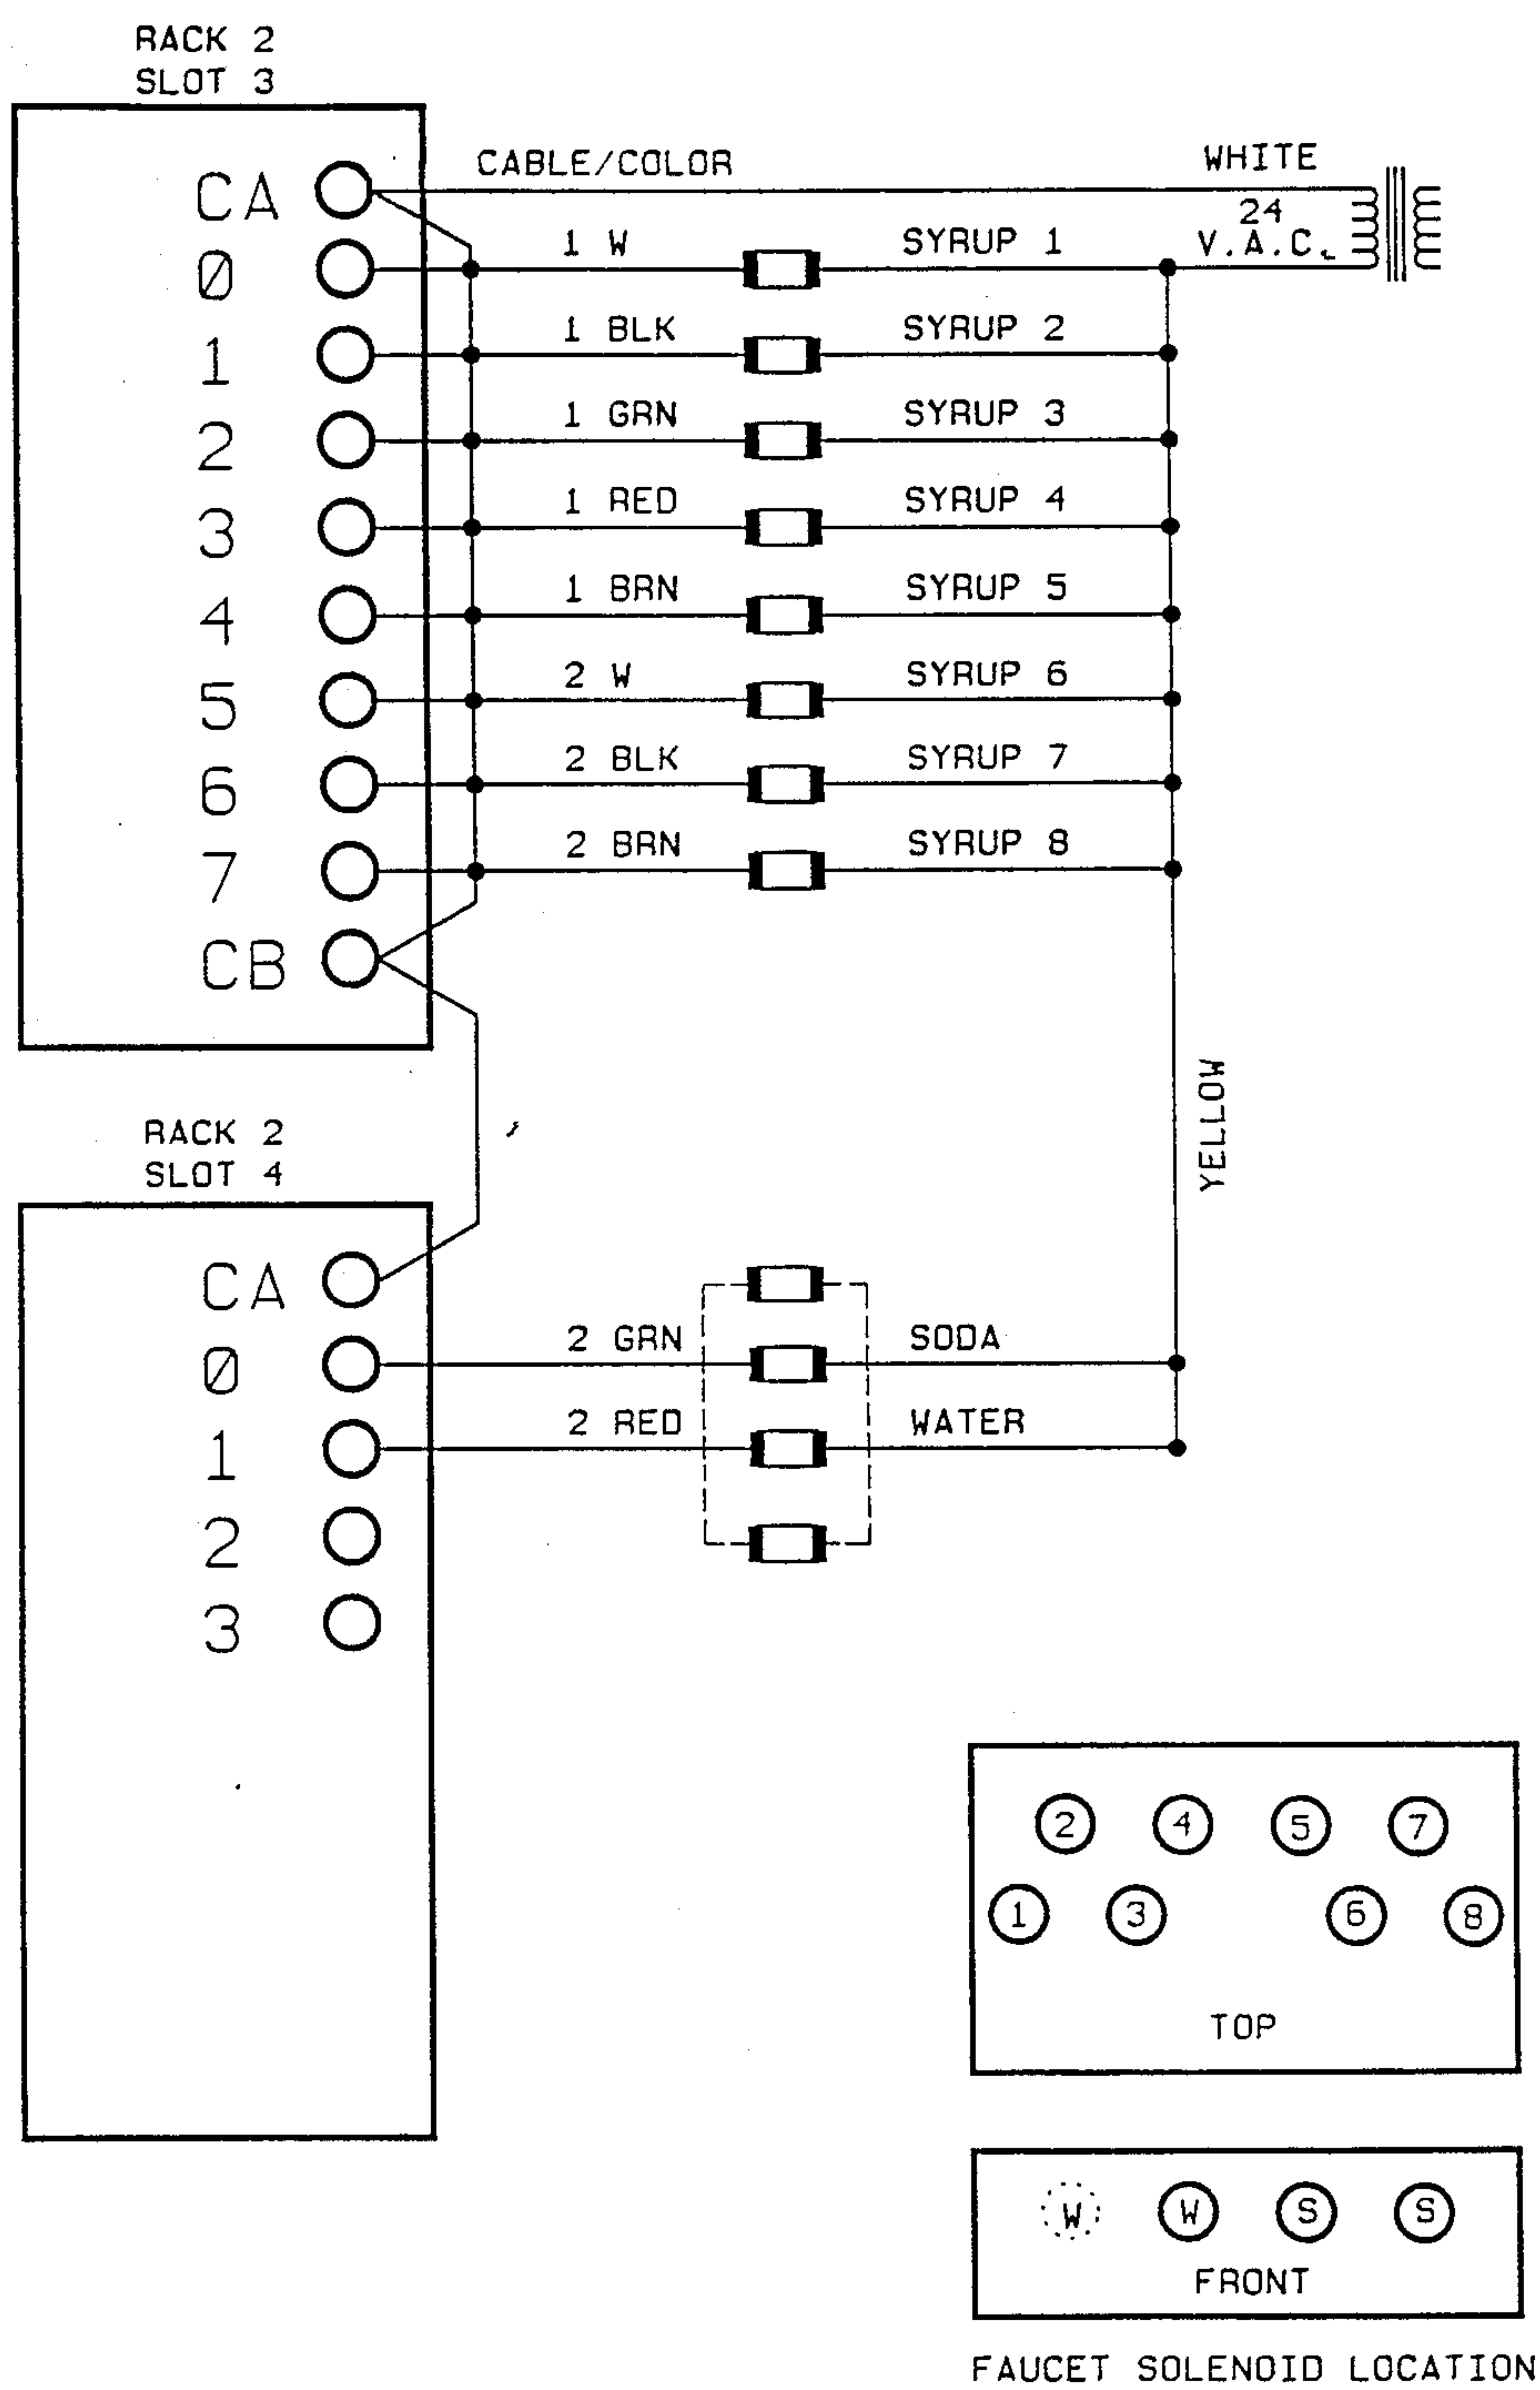 RACK 2
SLOT 3
CABLE/COLOR
WHITE
CA
24
V.A.C.
0 1 W SYRUP 1
1 1 BLK SYRUP 2
2 1 GRN SYRUP 3
3 1 RED SYRUP 4
4 1 BRN SYRUP 5
5 2 W SYRUP 6
6 2 BLK SYRUP 7
7 2 BRN SYRUP 8
CB
YELLOW
RACK 2
SLOT 4
CA
0 2 GRN SODA
1 2 RED WATER
2
3
2 4 5 7
1 3 6 8
TOP
W W S S
FRONT
FAUCET SOLENOID LOCATION